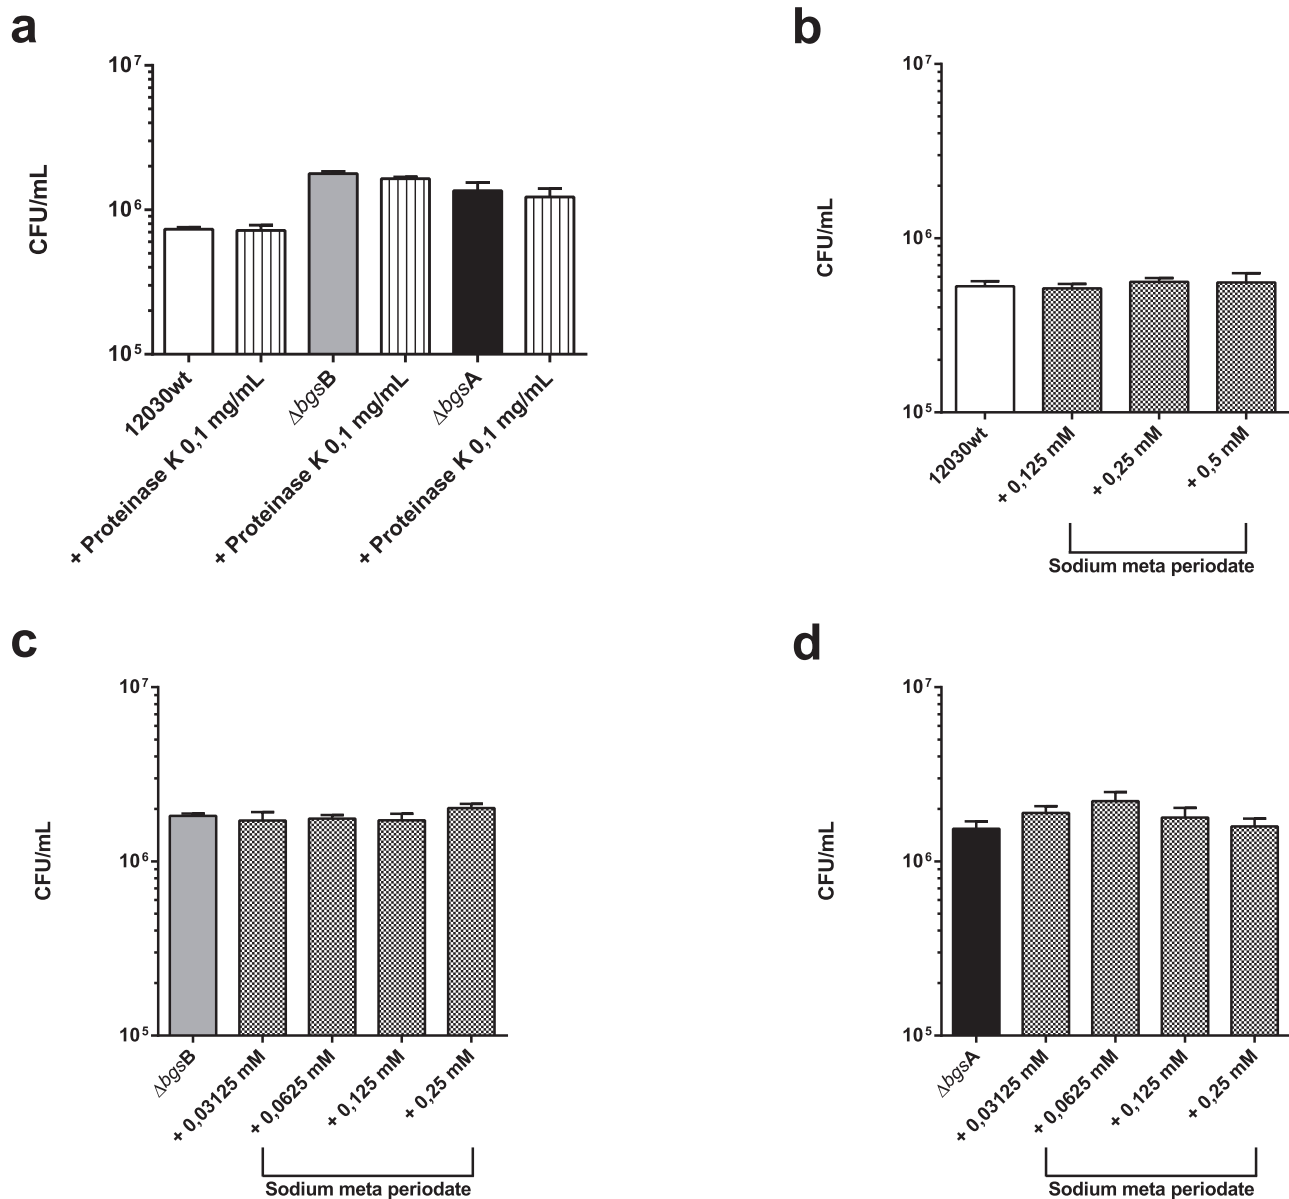 a
10⁷
10⁶
10⁵
CFU/mL
12030wt
+ Proteinase K 0,1 mg/mL
ΔbgsB
+ Proteinase K 0,1 mg/mL
ΔbgsA
+ Proteinase K 0,1 mg/mL
b
10⁷
10⁶
10⁵
CFU/mL
12030wt
+ 0,125 mM
+ 0,25 mM
+ 0,5 mM
Sodium meta periodate
c
10⁷
10⁶
10⁵
CFU/mL
ΔbgsB
+ 0,03125 mM
+ 0,0625 mM
+ 0,125 mM
+ 0,25 mM
Sodium meta periodate
d
10⁷
10⁶
10⁵
CFU/mL
ΔbgsA
+ 0,03125 mM
+ 0,0625 mM
+ 0,125 mM
+ 0,25 mM
Sodium meta periodate